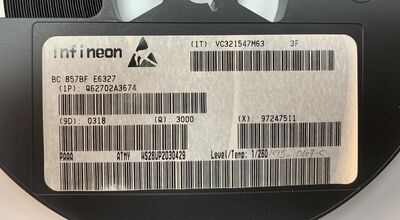 Infineon
(1T): VC321547M63 3F
BC 857BF E6327
(1P): Q62702A3674
(9D): 0318 (Q): 3000 (X): 97247511
PAAA ATMY WS28UP2030429 Level/Temp: 1/260